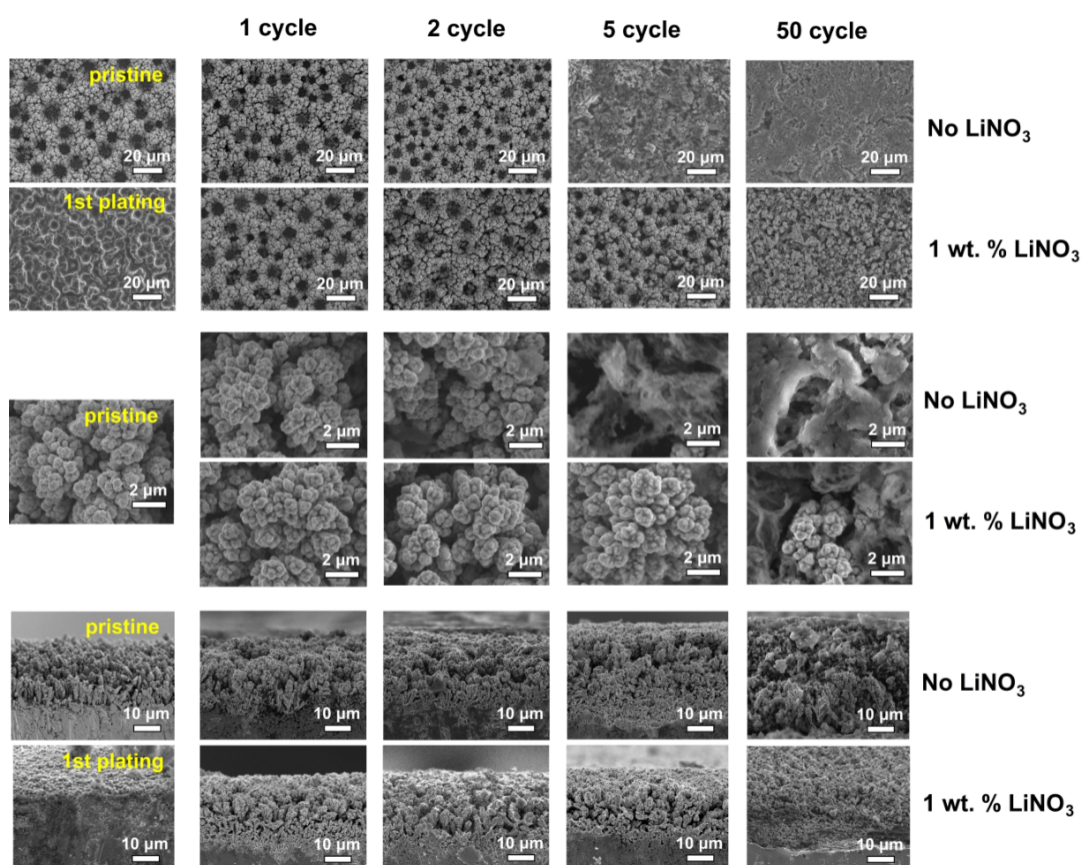 1 cycle 2 cycle 5 cycle 50 cycle
pristine 20 µm 20 µm 20 µm 20 µm 20 µm No LiNO₃
1st plating 20 µm 20 µm 20 µm 20 µm 20 µm 1 wt. % LiNO₃
2 µm 2 µm 2 µm 2 µm No LiNO₃
pristine 2 µm
2 µm 2 µm 2 µm 2 µm 1 wt. % LiNO₃
pristine 10 µm 10 µm 10 µm 10 µm 10 µm No LiNO₃
1st plating 10 µm 10 µm 10 µm 10 µm 10 µm 1 wt. % LiNO₃